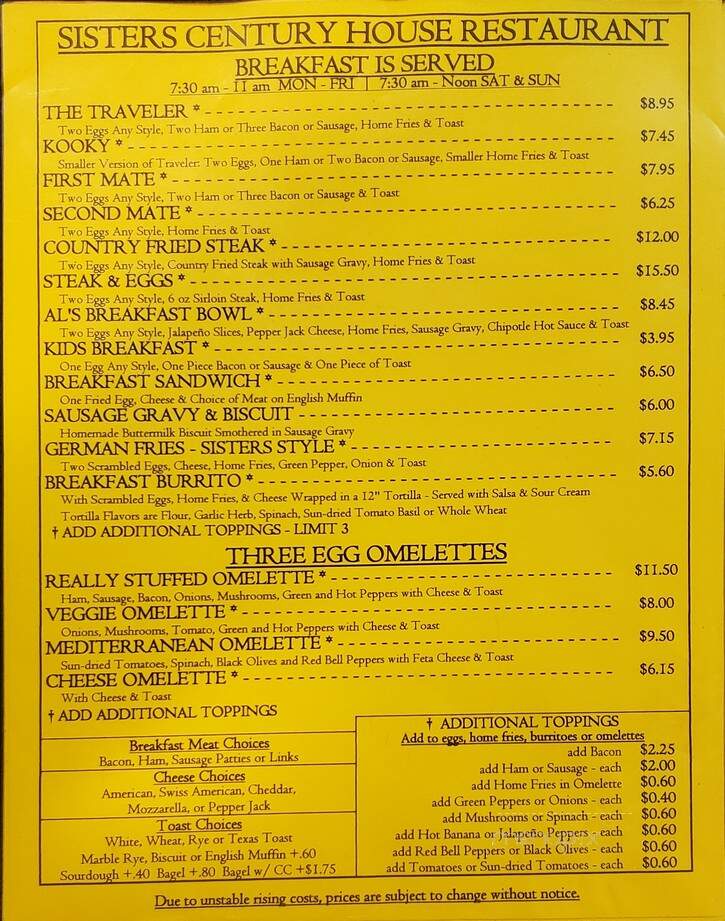 SISTERS CENTURY HOUSE RESTAURANT
BREAKFAST IS SERVED
7:30 am - 11 am MON - FRI | 7:30 am - Noon SAT & SUN
THE TRAVELER * $8.95
Two Eggs Any Style, Two Ham or Three Bacon or Sausage, Home Fries & Toast
KOOKY * $7.45
Smaller Version of Traveler: Two Eggs, One Ham or Two Bacon or Sausage, Smaller Home Fries & Toast
FIRST MATE * $7.95
Two Eggs Any Style, Two Ham or Three Bacon or Sausage & Toast
SECOND MATE * $6.25
Two Eggs Any Style, Home Fries & Toast
COUNTRY FRIED STEAK * $12.00
Two Eggs Any Style, Country Fried Steak with Sausage Gravy, Home Fries & Toast
STEAK & EGGS * $15.50
Two Eggs Any Style, 6 oz Sirloin Steak, Home Fries & Toast
AL'S BREAKFAST BOWL * $8.45
Two Eggs Any Style, Jalapeño Slices, Pepper Jack Cheese, Home Fries, Sausage Gravy, Chipotle Hot Sauce & Toast
KIDS BREAKFAST * $3.95
One Egg Any Style, One Piece Bacon or Sausage & One Piece of Toast
BREAKFAST SANDWICH * $6.50
One Fried Egg, Cheese & Choice of Meat on English Muffin
SAUSAGE GRAVY & BISCUIT $6.00
Homemade Buttermilk Biscuit Smothered in Sausage Gravy
GERMAN FRIES - SISTERS STYLE * $7.15
Two Scrambled Eggs, Cheese, Home Fries, Green Pepper, Onion & Toast
BREAKFAST BURRITO * $5.60
With Scrambled Eggs, Home Fries, & Cheese Wrapped in a 12" Tortilla - Served with Salsa & Sour Cream
Tortilla Flavors are Flour, Garlic Herb, Spinach, Sun-dried Tomato Basil or Whole Wheat
† ADD ADDITIONAL TOPPINGS - LIMIT 3
THREE EGG OMELETTES
REALLY STUFFED OMELETTE * $11.50
Ham, Sausage, Bacon, Onions, Mushrooms, Green and Hot Peppers with Cheese & Toast
VEGGIE OMELETTE * $8.00
Onions, Mushrooms, Tomato, Green and Hot Peppers with Cheese & Toast
MEDITERRANEAN OMELETTE * $9.50
Sun-dried Tomatoes, Spinach, Black Olives and Red Bell Peppers with Feta Cheese & Toast
CHEESE OMELETTE * $6.15
With Cheese & Toast
† ADD ADDITIONAL TOPPINGS
Breakfast Meat Choices
Bacon, Ham, Sausage Patties or Links
Cheese Choices
American, Swiss American, Cheddar,
Mozzarella, or Pepper Jack
Toast Choices
White, Wheat, Rye or Texas Toast
Marble Rye, Biscuit or English Muffin +.60
Sourdough +.40 Bagel +.80 Bagel w/ CC +$1.75
† ADDITIONAL TOPPINGS
Add to eggs, home fries, burritoes or omelettes
add Bacon $2.25
add Ham or Sausage - each $2.00
add Home Fries in Omelette $0.60
add Green Peppers or Onions - each $0.40
add Mushrooms or Spinach - each $0.60
add Hot Banana or Jalapeño Peppers - each $0.60
add Red Bell Peppers or Black Olives - each $0.60
add Tomatoes or Sun-dried Tomatoes - each $0.60
Due to unstable rising costs, prices are subject to change without notice.